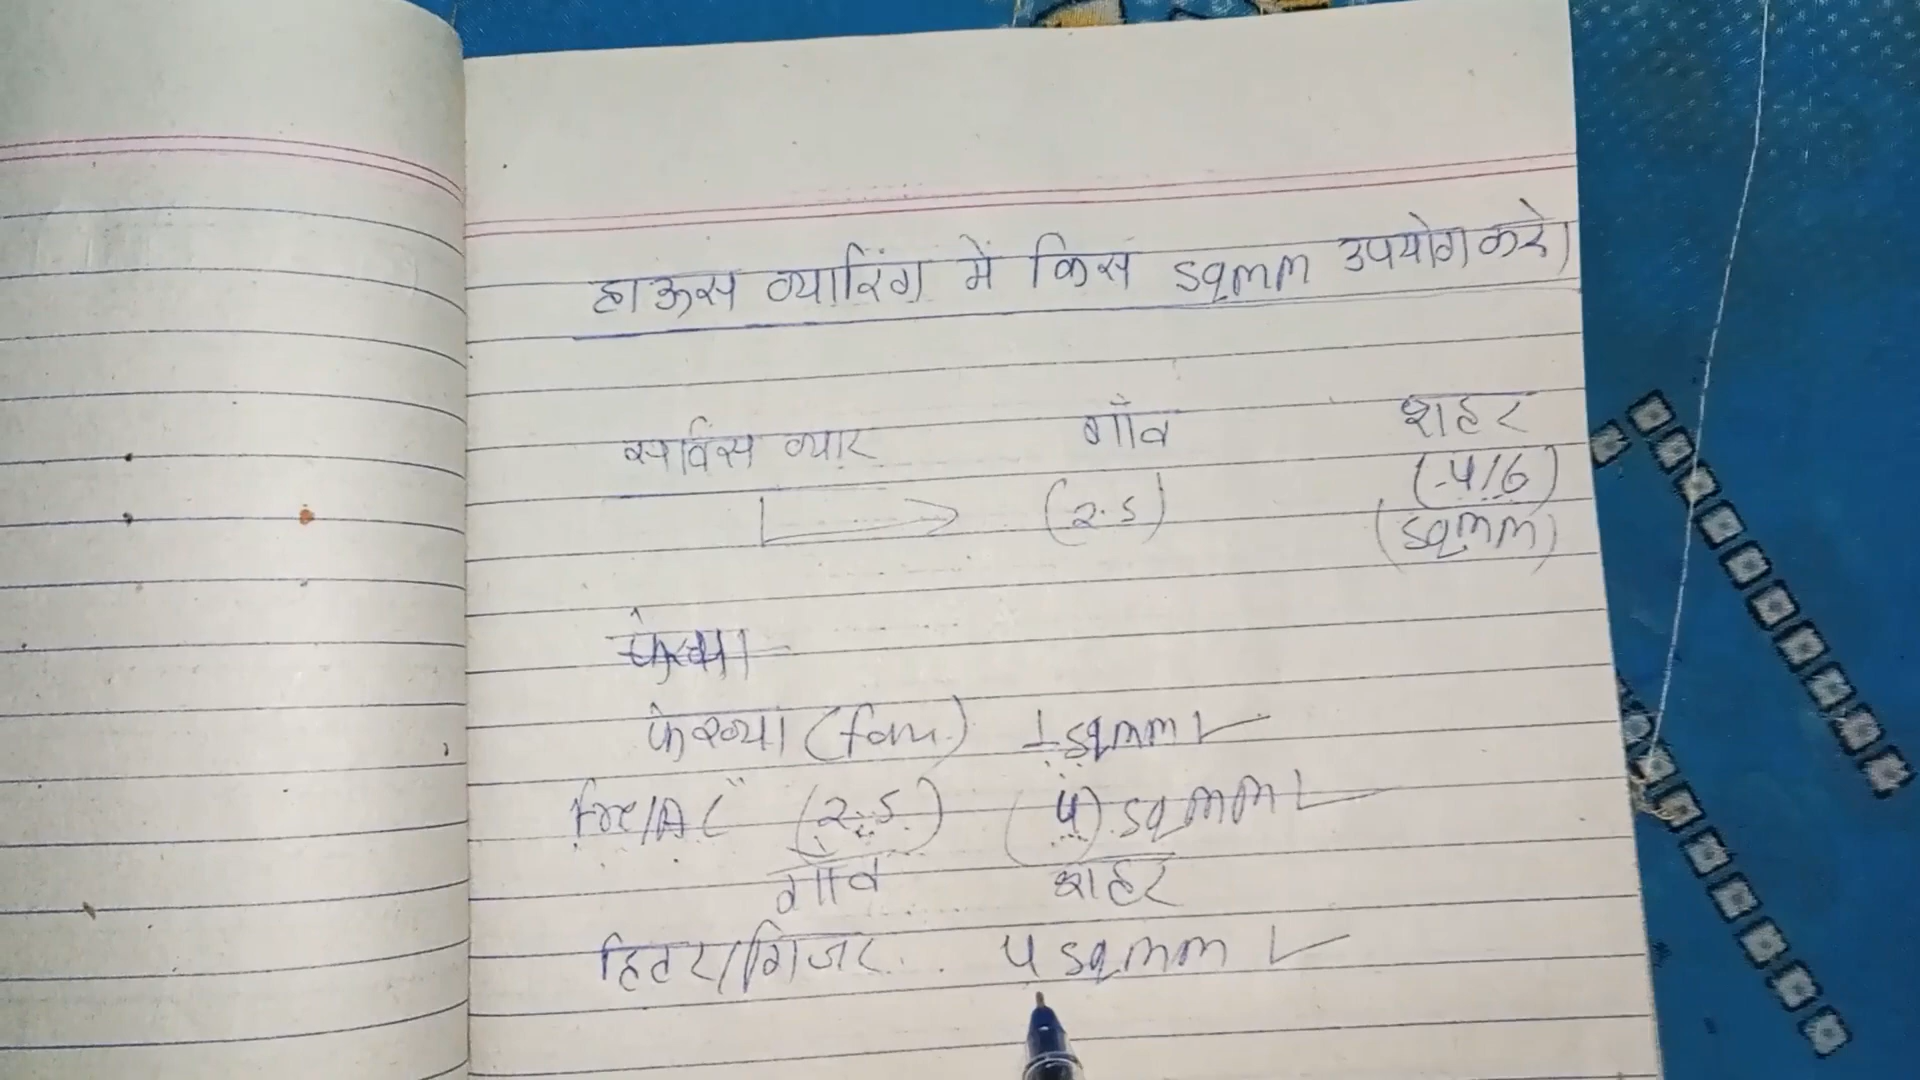 हाऊस व्यारिंग में किस sqmm उपयोग करे।
सर्विस व्यार गाँव शहर
(2.5) (4/6)
(sqmm)
फेख्या (fan) 1 sqmm
fre/AC (2.5) (4) sqmm
गाँव शहर
हिटर/गिजर 4 sqmm